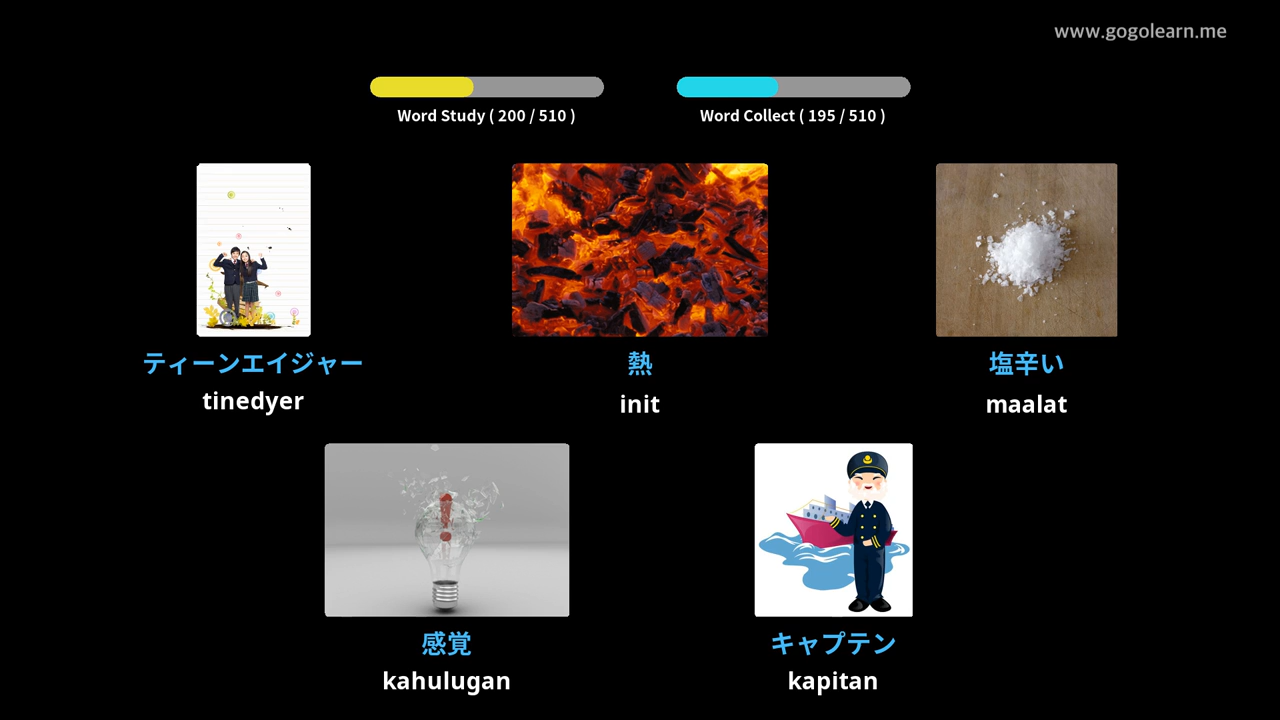 www.gogolearn.me
Word Study ( 200 / 510 )
Word Collect ( 195 / 510 )
ティーンエイジャー
tinedyer
熱
init
塩辛い
maalat
感覚
kahulugan
キャプテン
kapitan